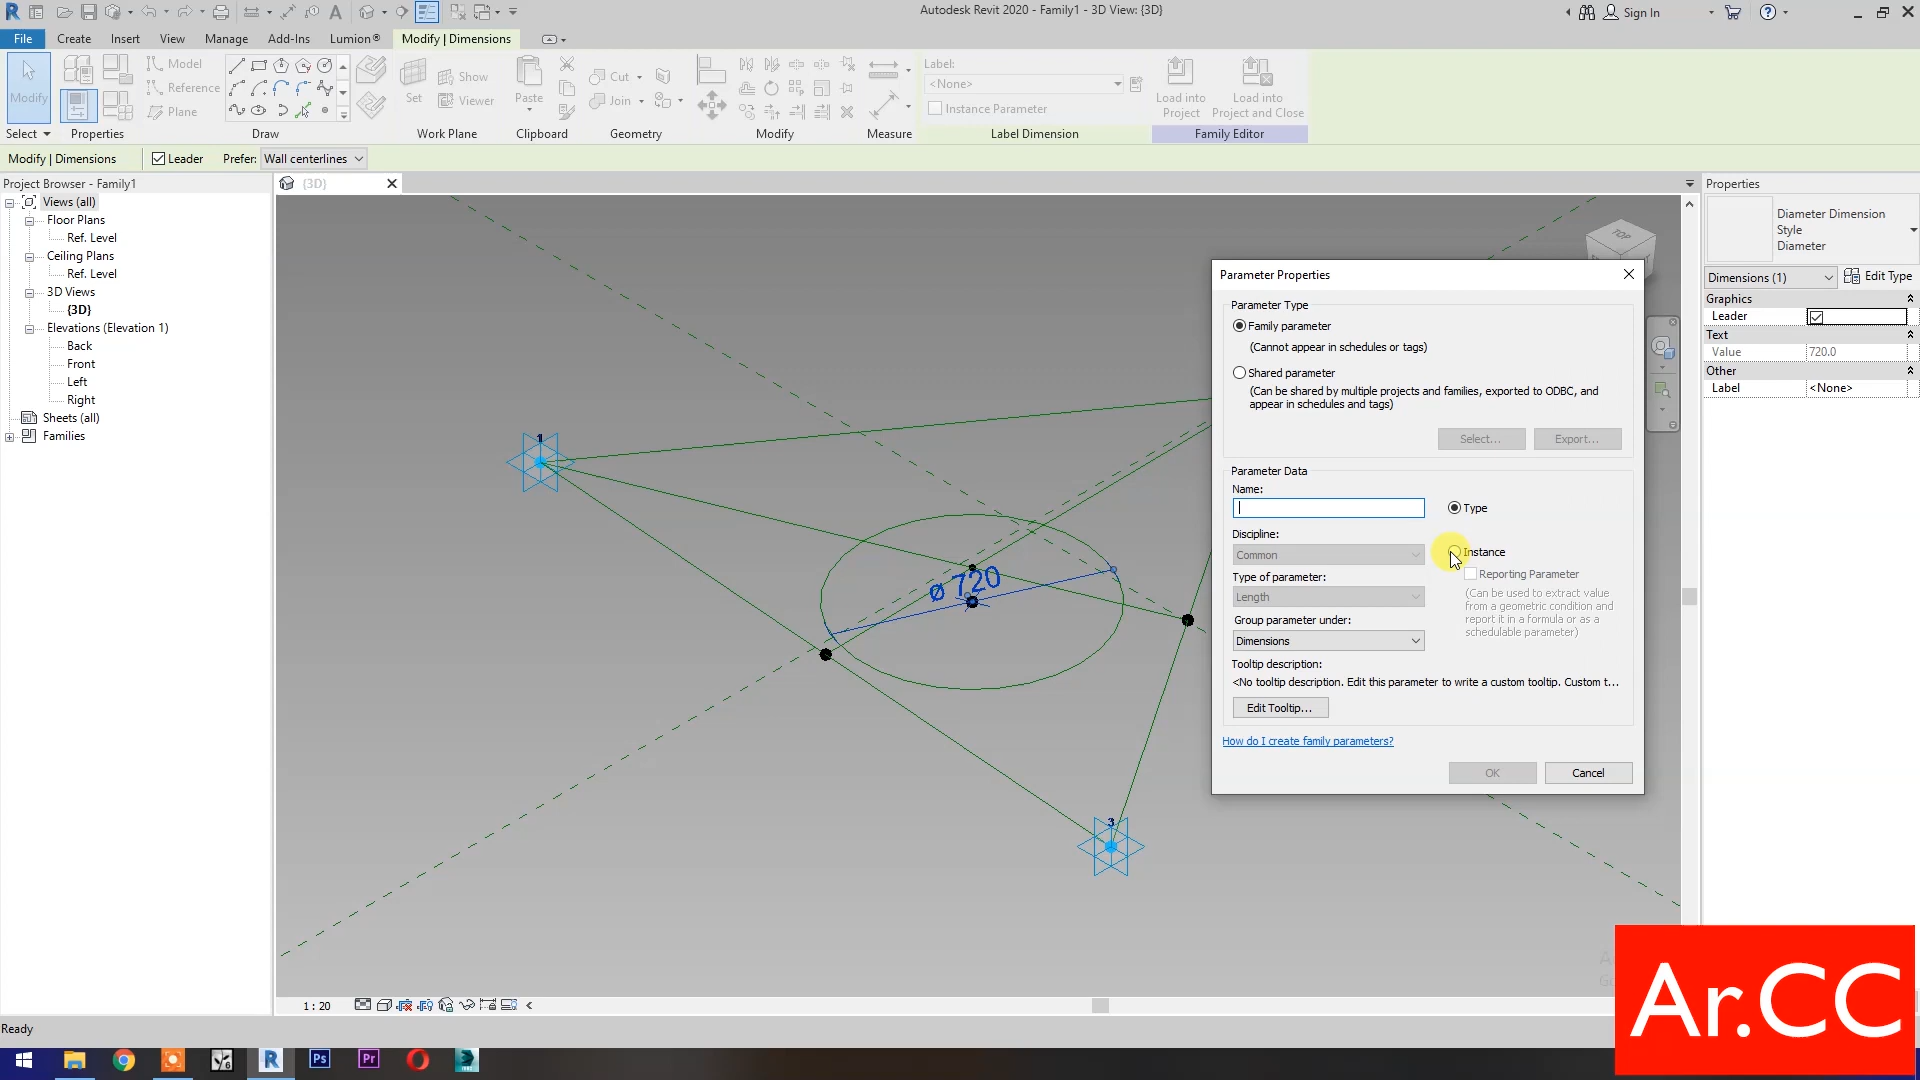 Autodesk Revit 2020 - Family1 - 3D View: {3D}
Sign In
File
Create
Insert
View
Manage
Add-Ins
Lumion®
Modify | Dimensions
Modify
Model
Reference
Plane
Set
Show
Viewer
Paste
Cut
Join
Label:
<None>
Instance Parameter
Load into
Project
Load into
Project and Close
Select
Properties
Draw
Work Plane
Clipboard
Geometry
Modify
Measure
Label Dimension
Family Editor
Modify | Dimensions
Leader
Prefer:
Wall centerlines
Project Browser - Family1
Views (all)
Floor Plans
Ref. Level
Ceiling Plans
Ref. Level
3D Views
{3D}
Elevations (Elevation 1)
Back
Front
Left
Right
Sheets (all)
Families
{3D}
TOP
1
ø 720
3
Parameter Properties
Parameter Type
Family parameter
(Cannot appear in schedules or tags)
Shared parameter
(Can be shared by multiple projects and families, exported to ODBC, and
appear in schedules and tags)
Select...
Export...
Parameter Data
Name:
Type
Discipline:
Common
Instance
Type of parameter:
Length
Reporting Parameter
(Can be used to extract value
from a geometric condition and
report it in a formula or as a
schedulable parameter)
Group parameter under:
Dimensions
Tooltip description:
<No tooltip description. Edit this parameter to write a custom tooltip. Custom t...
Edit Tooltip...
How do I create family parameters?
OK
Cancel
Properties
Diameter Dimension
Style
Diameter
Dimensions (1)
Edit Type
Graphics
Leader
Text
Value
720.0
Other
Label
<None>
1 : 20
Ready
Ar.CC
Ps
Pr